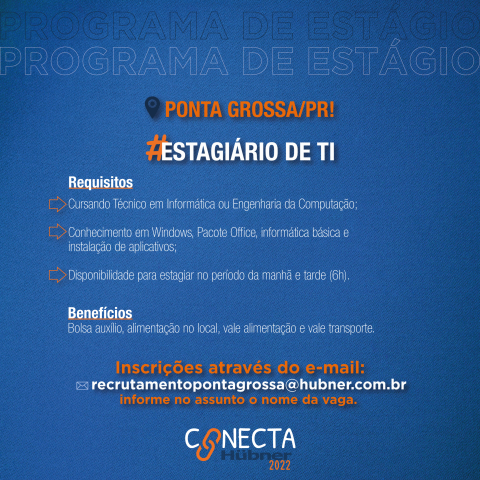 PROGRAMA DE ESTÁGIO
PROGRAMA DE ESTÁGIO
PONTA GROSSA/PR!
#ESTAGIÁRIO DE TI
Requisitos
Cursando Técnico em Informática ou Engenharia da Computação;
Conhecimento em Windows, Pacote Office, informática básica e
instalação de aplicativos;
Disponibilidade para estagiar no período da manhã e tarde (6h).
Benefícios
Bolsa auxílio, alimentação no local, vale alimentação e vale transporte.
Inscrições através do e-mail:
recrutamentopontagrossa@hubner.com.br
informe no assunto o nome da vaga.
CONECTA
Hübner
2022